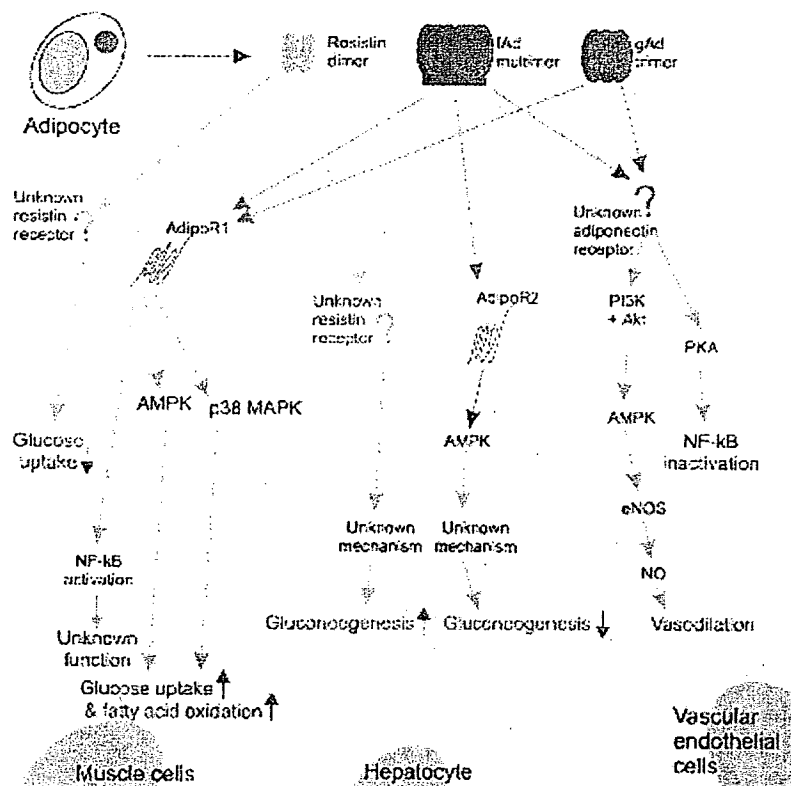 Resistin
dimer
fAd
multimer
gAd
trimer
Adipocyte
Unknown
resistin
receptor ?
AdipoR1
Unknown
adiponectin
receptor
?
Unknown
resistin
receptor ?
AdipoR2
PI3K
+ Akt
PKA
AMPK
p38 MAPK
AMPK
AMPK
Glucose
uptake
NF-kB
inactivation
eNOS
Unknown
mechanism
Unknown
mechanism
NF-kB
activation
NO
Gluconeogenesis
Gluconeogenesis
Vasodilation
Unknown
function
Glucose uptake
& fatty acid oxidation
Muscle cells
Hepatocyte
Vascular
endothelial
cells